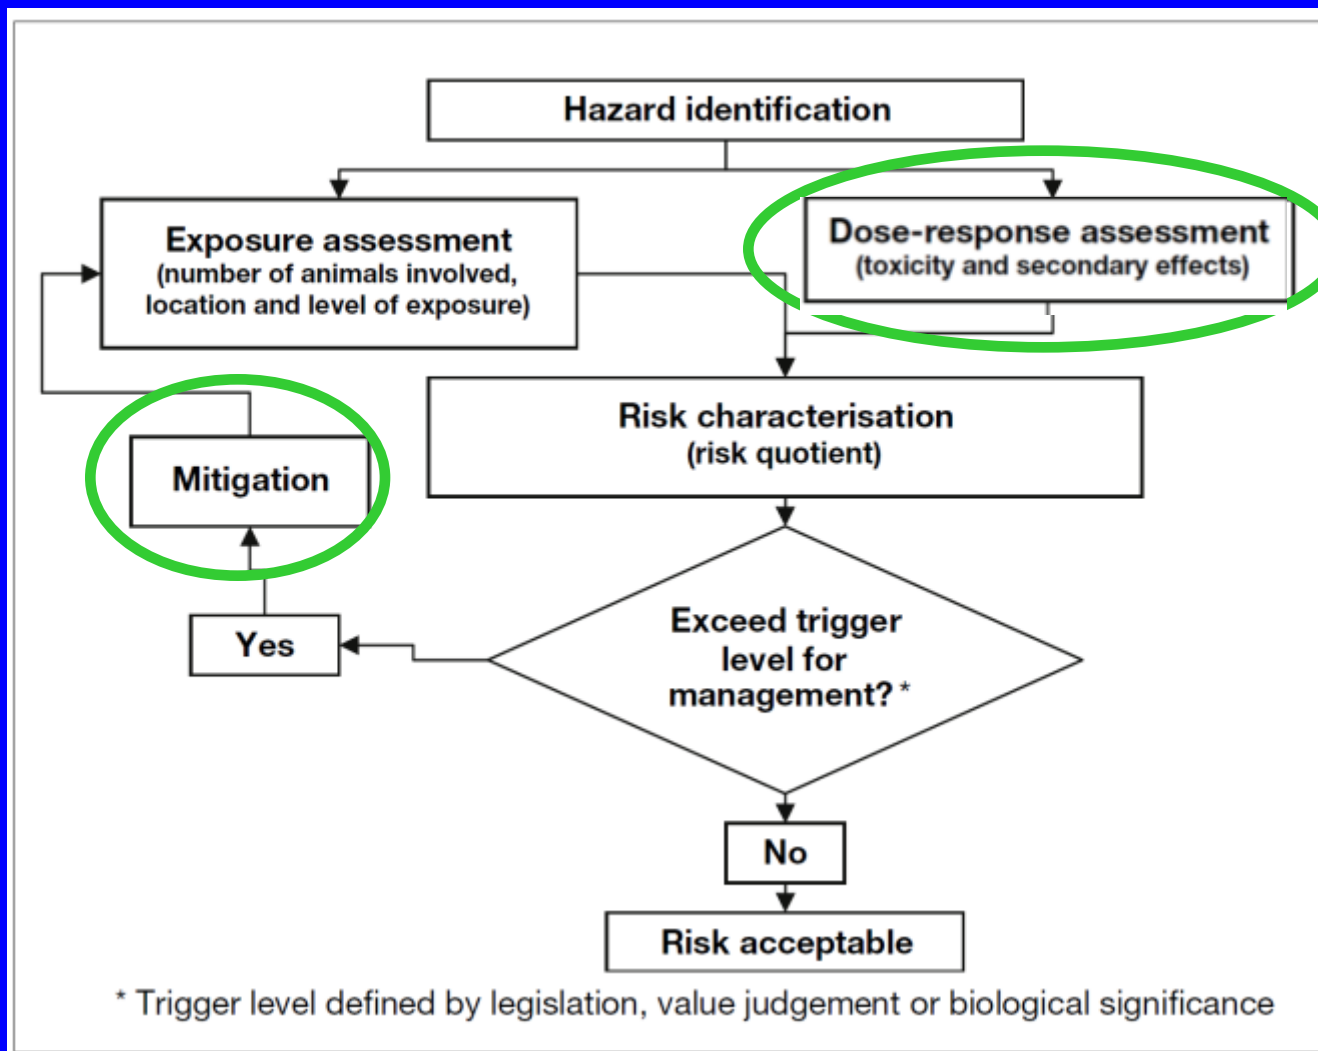 Hazard identification
Exposure assessment
(number of animals involved,
location and level of exposure)
Dose-response assessment
(toxicity and secondary effects)
Risk characterisation
(risk quotient)
Mitigation
Exceed trigger
level for
management? *
Yes
No
Risk acceptable
* Trigger level defined by legislation, value judgement or biological significance